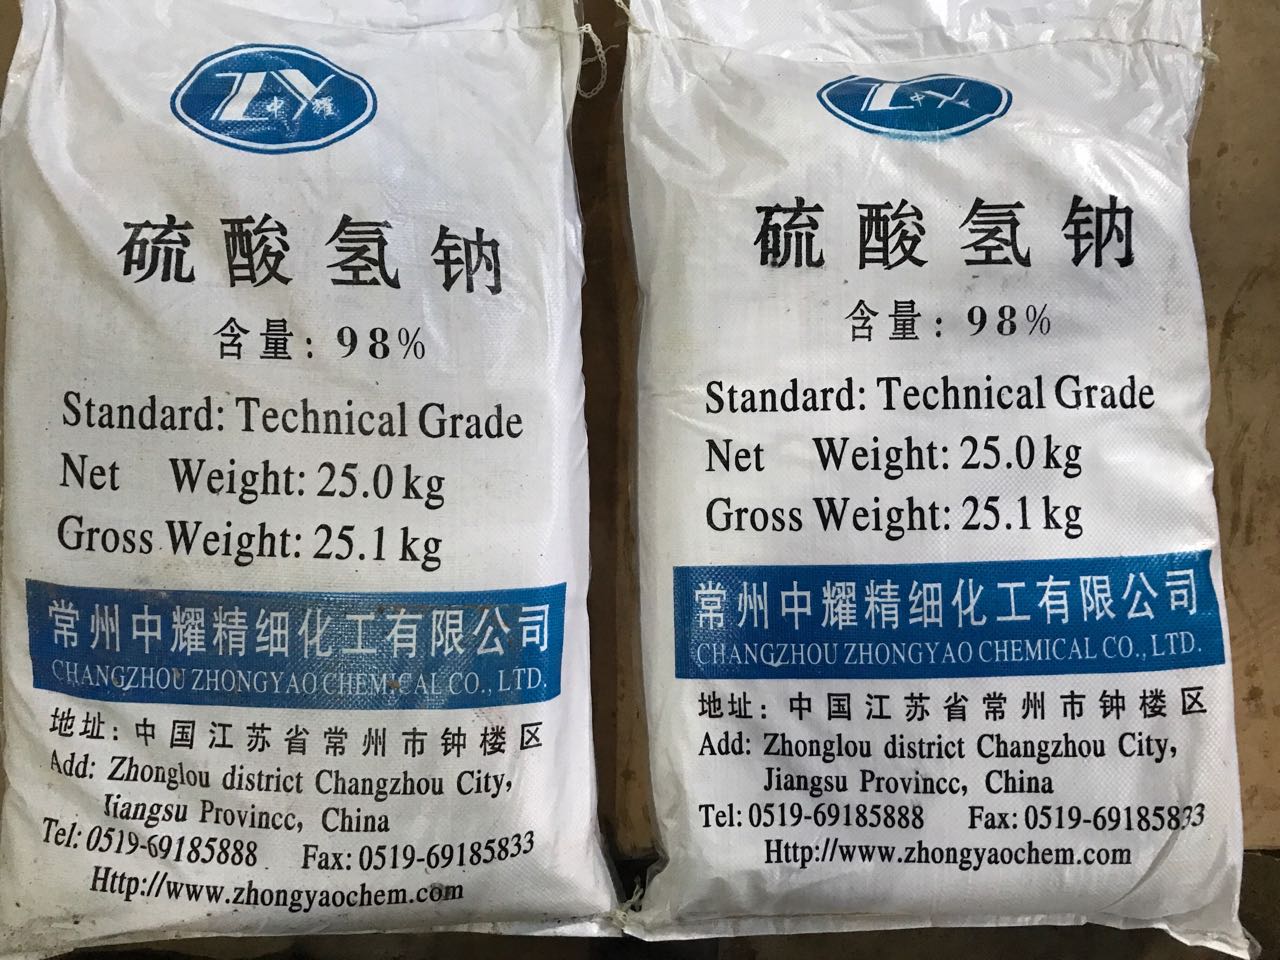 ZY
中耀
硫酸氢钠
含量：98%
Standard: Technical Grade
Net Weight: 25.0 kg
Gross Weight: 25.1 kg
常州中耀精细化工有限公司
CHANGZHOU ZHONGYAO CHEMICAL CO., LTD.
地址：中国江苏省常州市钟楼区
Add: Zhonglou district Changzhou City,
Jiangsu Provincc, China
Tel: 0519-69185888 Fax: 0519-69185833
Http://www.zhongyaochem.com
ZY
中
硫酸氢钠
含量：98%
Standard: Technical Grade
Net Weight: 25.0 kg
Gross Weight: 25.1 kg
常州中耀精细化工有限公司
CHANGZHOU ZHONGYAO CHEMICAL CO., LTD.
地址：中国江苏省常州市钟楼区
Add: Zhonglou district Changzhou City,
Jiangsu Provincc, China
Tel: 0519-69185888 Fax: 0519-69185833
Http://www.zhongyaochem.com